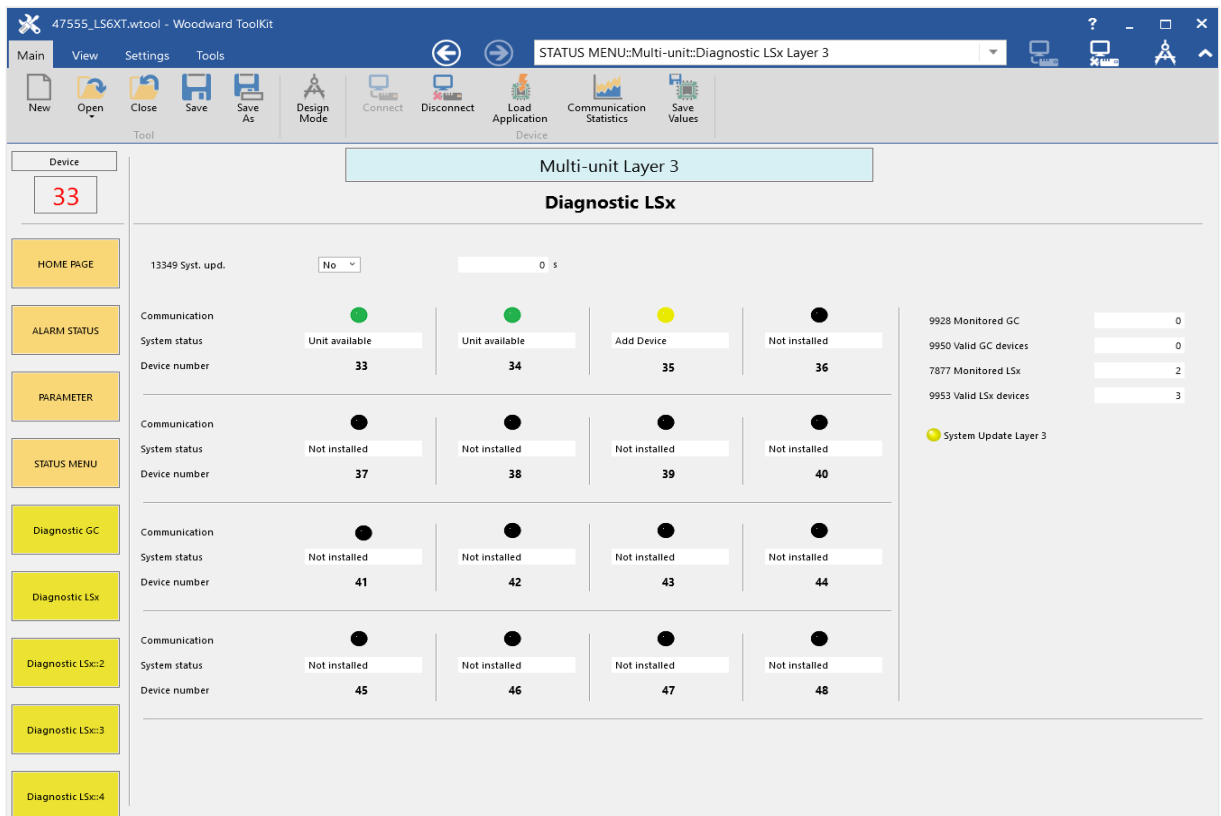 47555_LS6XT.wtool - Woodward ToolKit
?
Main View Settings Tools
STATUS MENU::Multi-unit::Diagnostic LSx Layer 3
New Open Close Save Save As Design Mode Connect Disconnect Load Application Communication Statistics Save Values
Tool Device
Device
33
Multi-unit Layer 3
Diagnostic LSx
HOME PAGE
ALARM STATUS
PARAMETER
STATUS MENU
Diagnostic GC
Diagnostic LSx
Diagnostic LSx::2
Diagnostic LSx::3
Diagnostic LSx::4
13349 Syst. upd. No 0 s
Communication
System status Unit available Unit available Add Device Not installed
Device number 33 34 35 36
Communication
System status Not installed Not installed Not installed Not installed
Device number 37 38 39 40
Communication
System status Not installed Not installed Not installed Not installed
Device number 41 42 43 44
Communication
System status Not installed Not installed Not installed Not installed
Device number 45 46 47 48
9928 Monitored GC 0
9950 Valid GC devices 0
7877 Monitored LSx 2
9953 Valid LSx devices 3
System Update Layer 3